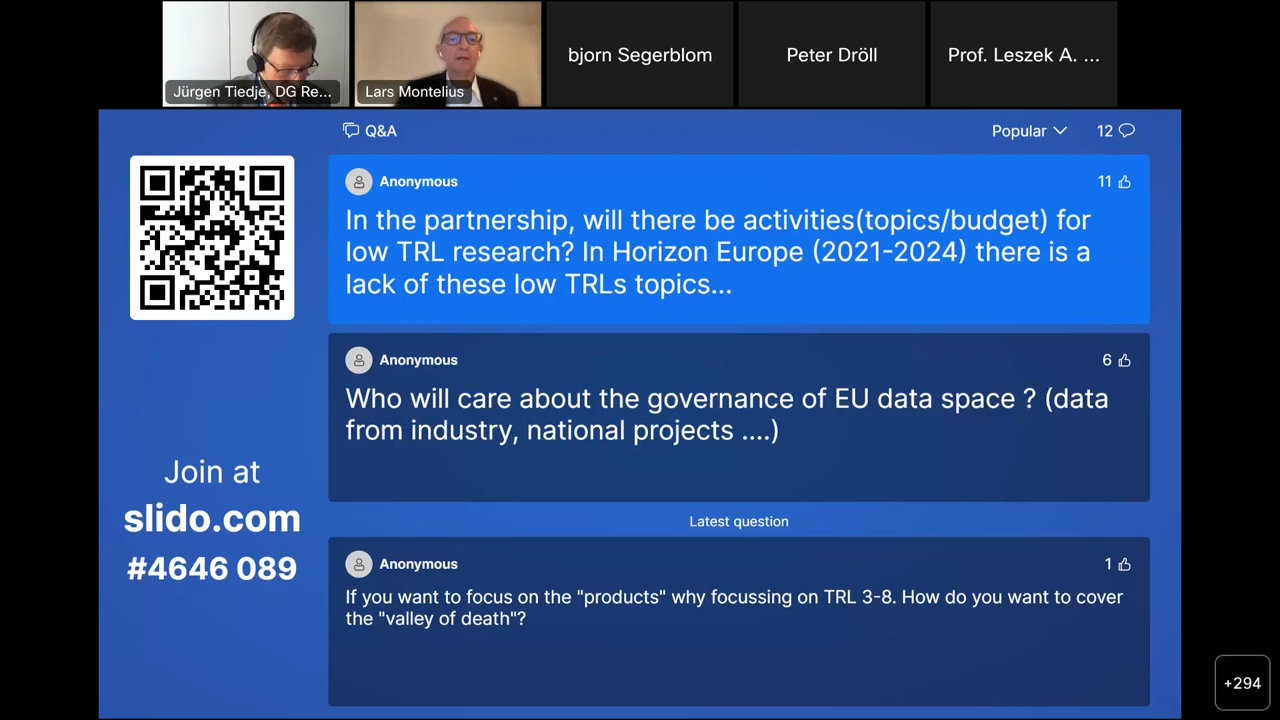 Jürgen Tiedje, DG Re...
Lars Montelius
bjorn Segerblom
Peter Dröll
Prof. Leszek A. ...
Q&A
Popular
12
Anonymous
11
In the partnership, will there be activities(topics/budget) for
low TRL research? In Horizon Europe (2021-2024) there is a
lack of these low TRLs topics...
Anonymous
6
Who will care about the governance of EU data space ? (data
from industry, national projects ....)
Latest question
Anonymous
1
If you want to focus on the "products" why focussing on TRL 3-8. How do you want to cover
the "valley of death"?
Join at
slido.com
#4646 089
+294